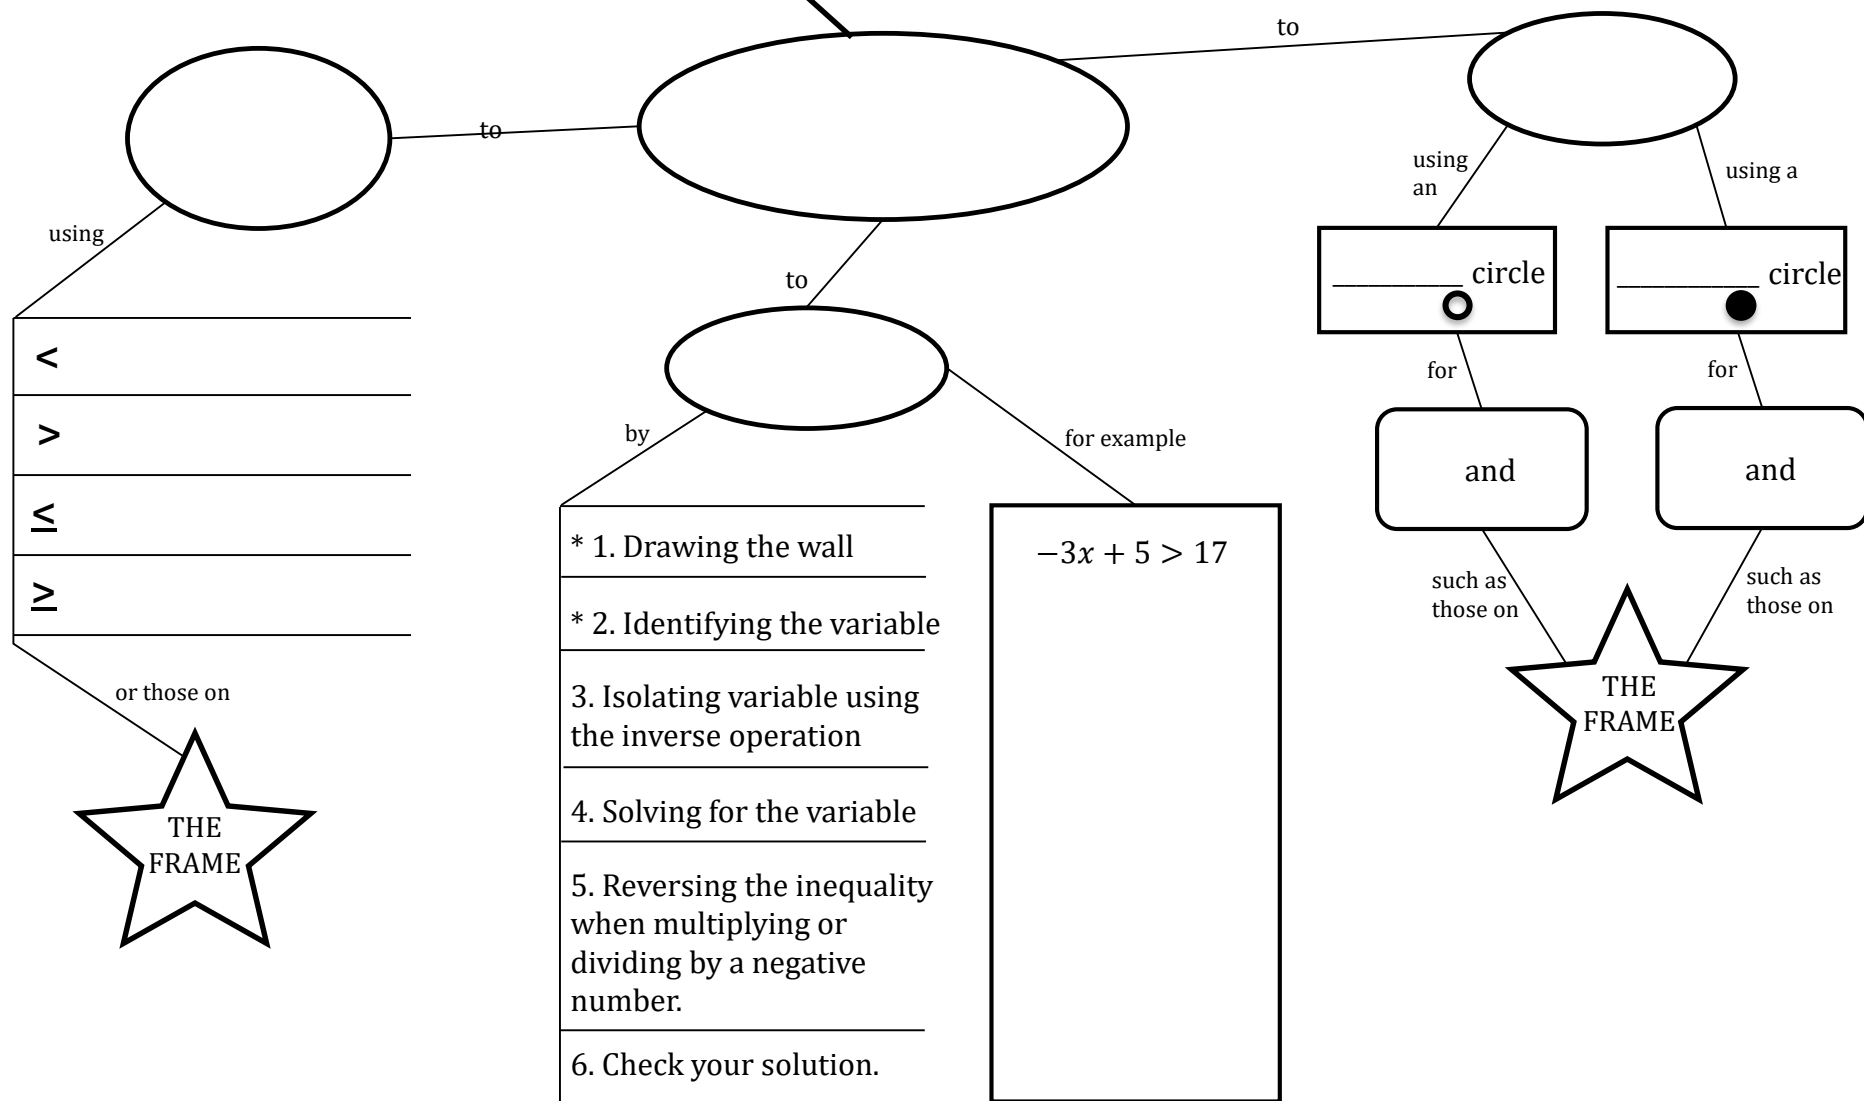 to
to
using
<
>
≤
≥
or those on
THE
FRAME
to
by
for example
* 1. Drawing the wall
* 2. Identifying the variable
3. Isolating variable using
the inverse operation
4. Solving for the variable
5. Reversing the inequality
when multiplying or
dividing by a negative
number.
6. Check your solution.
−3x + 5 > 17
using
an
using a
___________ circle
____________ circle
for
for
and
and
such as
those on
such as
those on
THE
FRAME